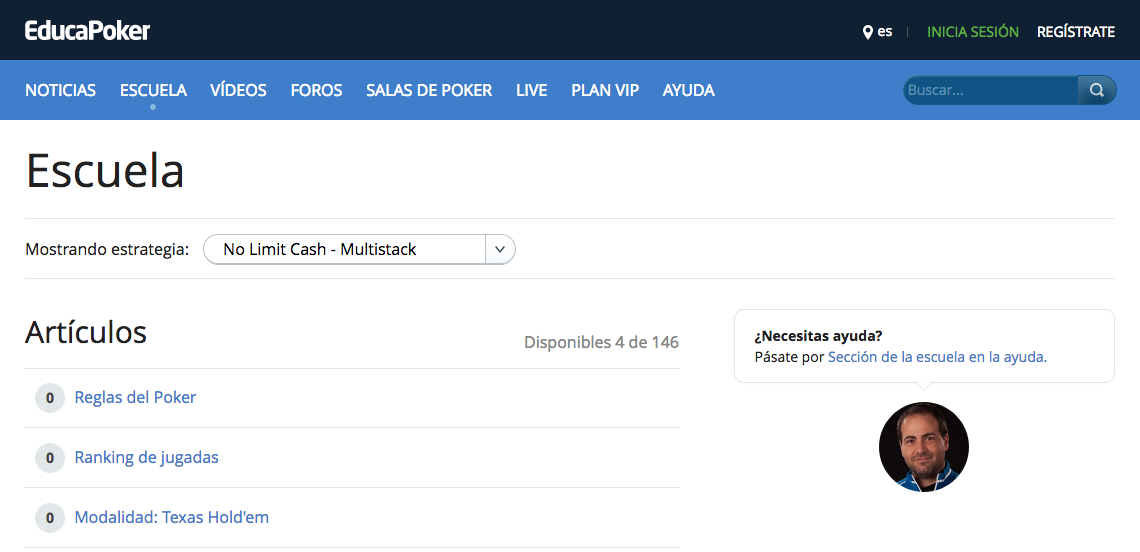 EducaPoker
es INICIA SESIÓN REGÍSTRATE
NOTICIAS ESCUELA VÍDEOS FOROS SALAS DE POKER LIVE PLAN VIP AYUDA Buscar...
Escuela
Mostrando estrategia: No Limit Cash - Multistack
Artículos
Disponibles 4 de 146
0 Reglas del Poker
0 Ranking de jugadas
0 Modalidad: Texas Hold'em
¿Necesitas ayuda?
Pásate por Sección de la escuela en la ayuda.